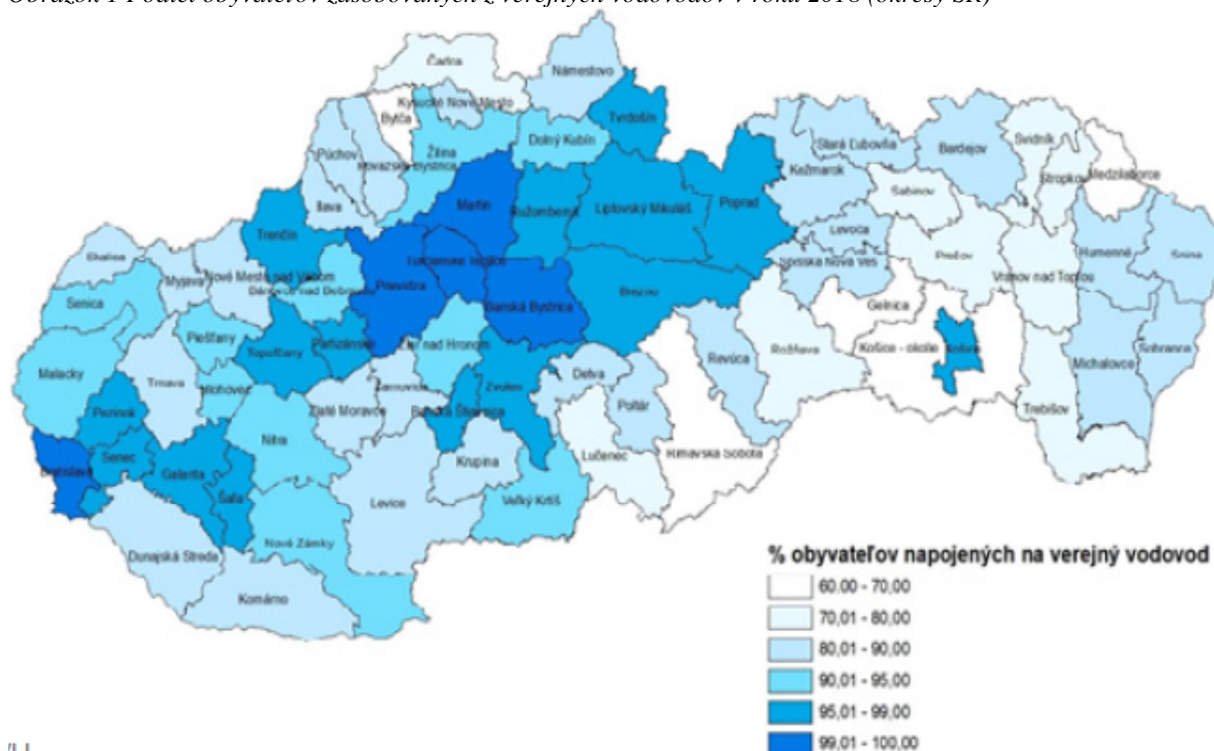 Obrázok 1 Počet obyvateľov zásobovaných z verejných vodovodov v roku 2018 (okresy SR)
Čadca
Námestovo
Kysucké Nové Mesto
Bytča
Tvrdošín
Dolný Kubín
Žilina
Púchov
Považská Bystrica
Ilava
Martin
Ružomberok
Liptovský Mikuláš
Poprad
Kežmarok
Stará Ľubovňa
Bardejov
Svidník
Stropkov
Medzilaborce
Sabinov
Levoča
Spišská Nová Ves
Prešov
Vranov nad Topľou
Humenné
Snina
Trenčín
Turčianske Teplice
Prievidza
Banská Bystrica
Brezno
Gelnica
Košice - okolie
Rožňava
Revúca
Michalovce
Sobrance
Trebišov
Skalica
Myjava
Nové Mesto nad Váhom
Bánovce nad Bebravou
Senica
Piešťany
Topoľčany
Partizánske
Žiar nad Hronom
Malacky
Trnava
Hlohovec
Zlaté Moravce
Žarnovica
Banská Štiavnica
Zvolen
Detva
Poltár
Pezinok
Senec
Galanta
Šaľa
Nitra
Bratislava
Levice
Krupina
Lučenec
Rimavská Sobota
Veľký Krtíš
Nové Zámky
Dunajská Streda
Komárno
% obyvateľov napojených na verejný vodovod
60.00 - 70,00
70,01 - 80,00
80,01 - 90,00
90,01 - 95,00
95,01 - 99,00
99,01 - 100,00